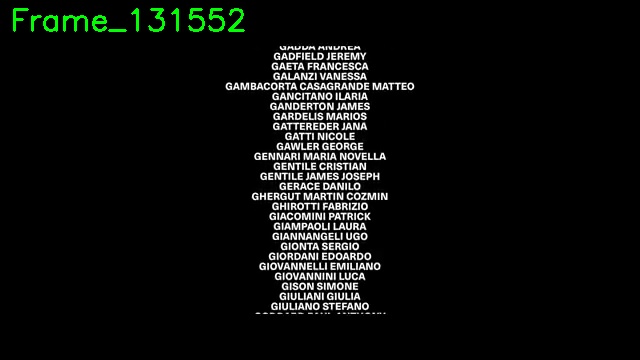 Frame_131552
GADDA ANDREA
GADFIELD JEREMY
GAETA FRANCESCA
GALANZI VANESSA
GAMBACORTA CASAGRANDE MATTEO
GANCITANO ILARIA
GANDERTON JAMES
GARDELIS MARIOS
GATTEREDER JANA
GATTI NICOLE
GAWLER GEORGE
GENNARI MARIA NOVELLA
GENTILE CRISTIAN
GENTILE JAMES JOSEPH
GERACE DANILO
GHERGUT MARTIN COZMIN
GHIROTTI FABRIZIO
GIACOMINI PATRICK
GIAMPAOLI LAURA
GIANNANGELI UGO
GIONTA SERGIO
GIORDANI EDOARDO
GIOVANNELLI EMILIANO
GIOVANNINI LUCA
GISON SIMONE
GIULIANI GIULIA
GIULIANO STEFANO